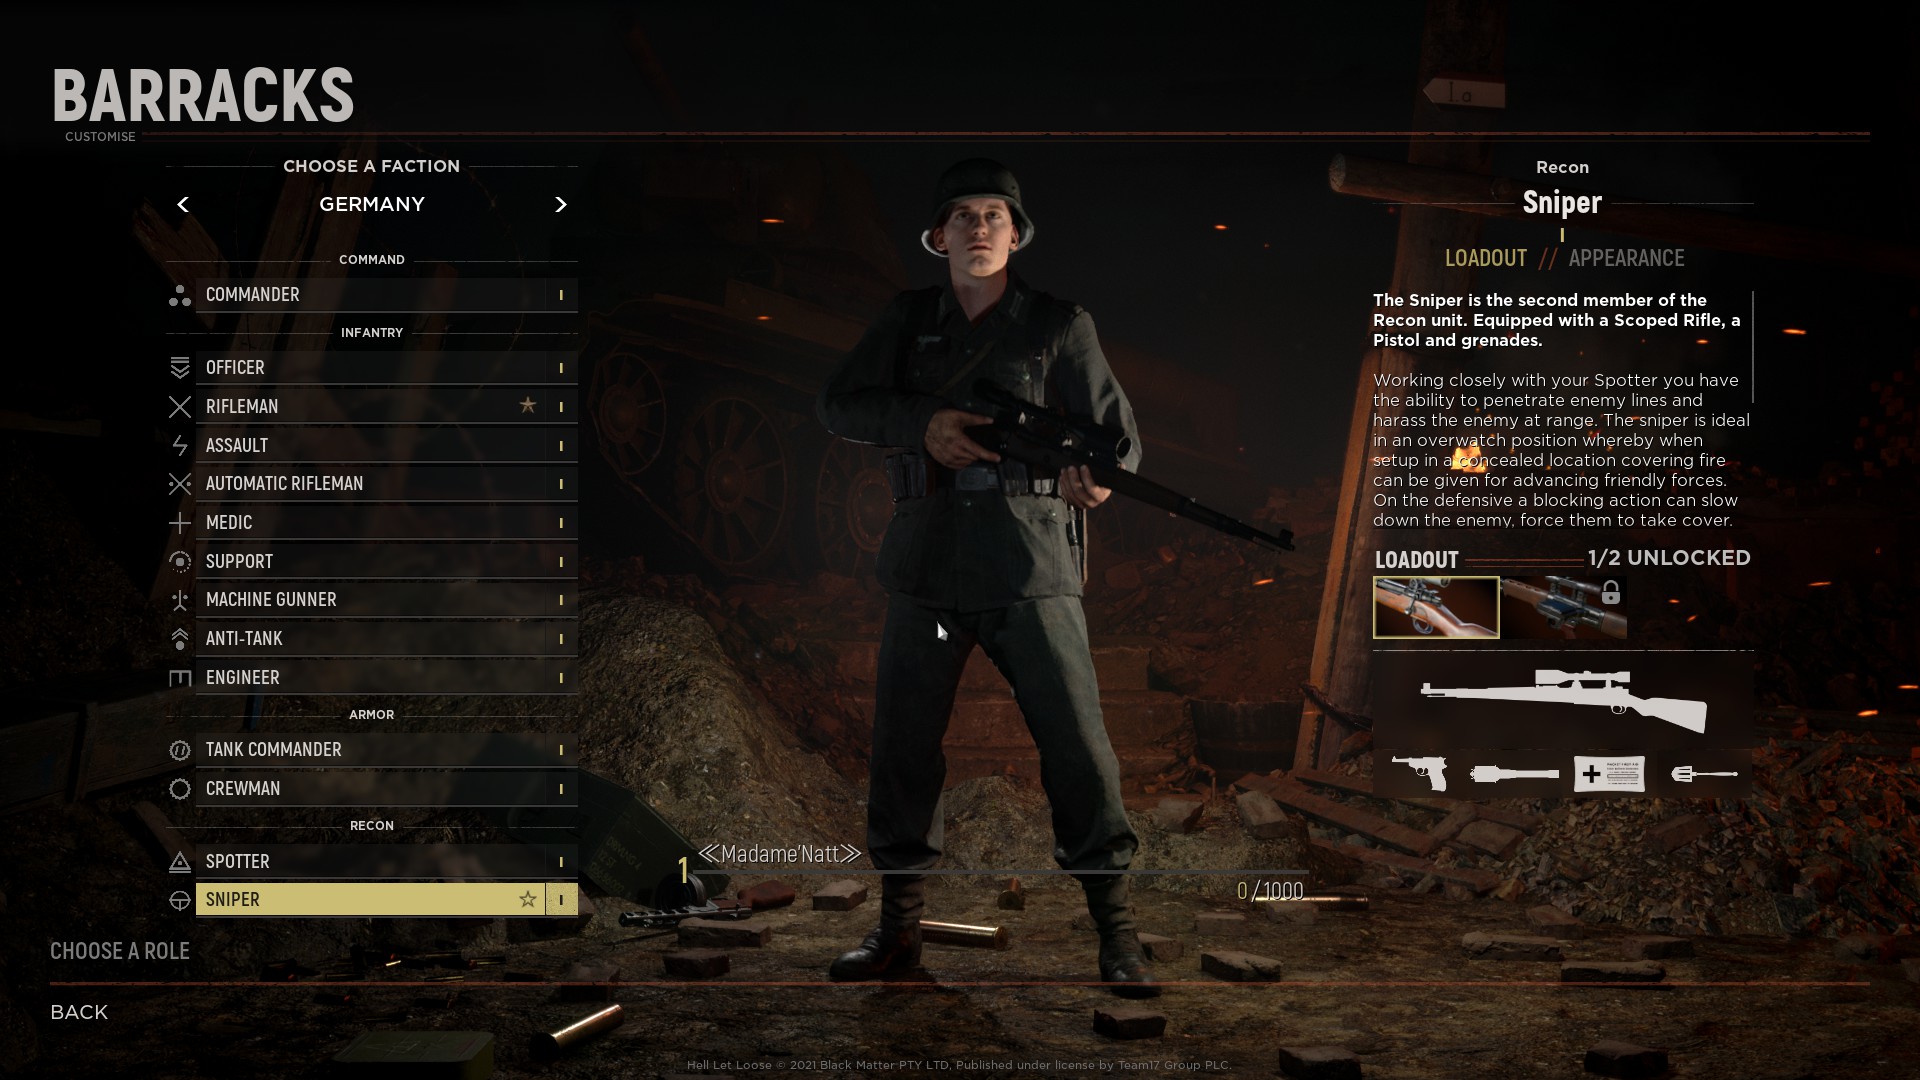 BARRACKS
CUSTOMISE
CHOOSE A FACTION
GERMANY
COMMAND
COMMANDER I
INFANTRY
OFFICER I
RIFLEMAN I
ASSAULT I
AUTOMATIC RIFLEMAN I
MEDIC I
SUPPORT I
MACHINE GUNNER I
ANTI-TANK I
ENGINEER I
ARMOR
TANK COMMANDER I
CREWMAN I
RECON
SPOTTER I
SNIPER I
CHOOSE A ROLE
BACK
La
1
≪Madame'Natt≫
0/1000
Recon
Sniper
I
LOADOUT // APPEARANCE
The Sniper is the second member of the
Recon unit. Equipped with a Scoped Rifle, a
Pistol and grenades.
Working closely with your Spotter you have
the ability to penetrate enemy lines and
harass the enemy at range. The sniper is ideal
in an overwatch position whereby when
setup in a concealed location covering fire
can be given for advancing friendly forces.
On the defensive a blocking action can slow
down the enemy, force them to take cover.
LOADOUT 1/2 UNLOCKED
Hell Let Loose © 2021 Black Matter PTY LTD, Published under license by Team17 Group PLC.